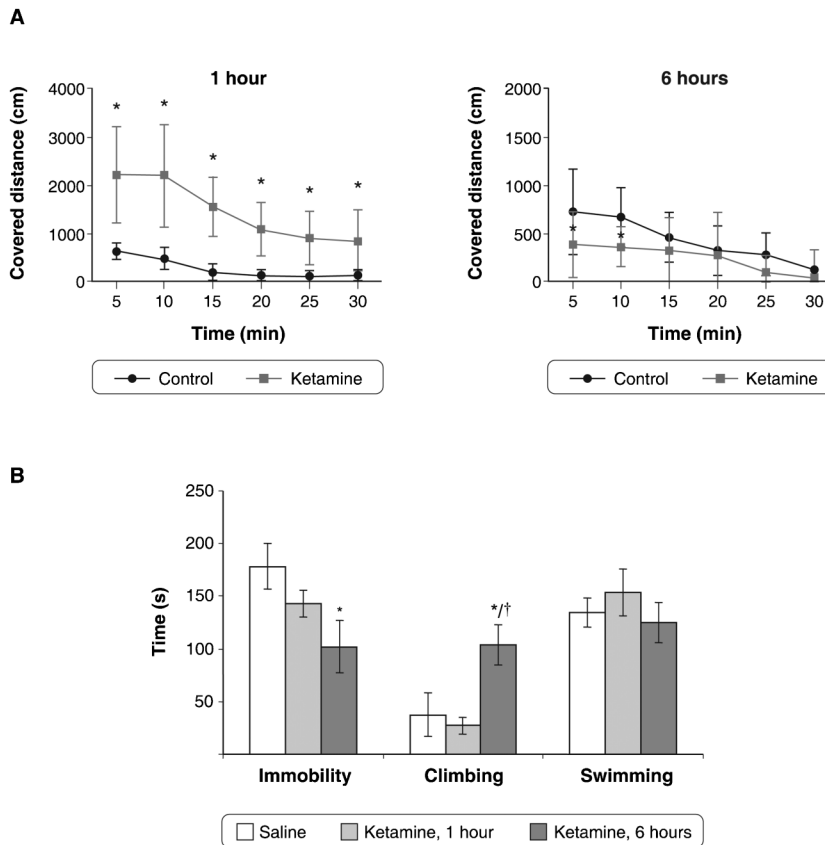 A
1 hour
Covered distance (cm)
4000
3000
2000
1000
0
* * * * * *
5 10 15 20 25 30
Time (min)
Control Ketamine
6 hours
Covered distance (cm)
2000
1500
1000
500
0
* *
5 10 15 20 25 30
Time (min)
Control Ketamine
B
Time (s)
250
200
150
100
50
*
*/†
Immobility Climbing Swimming
Saline Ketamine, 1 hour Ketamine, 6 hours